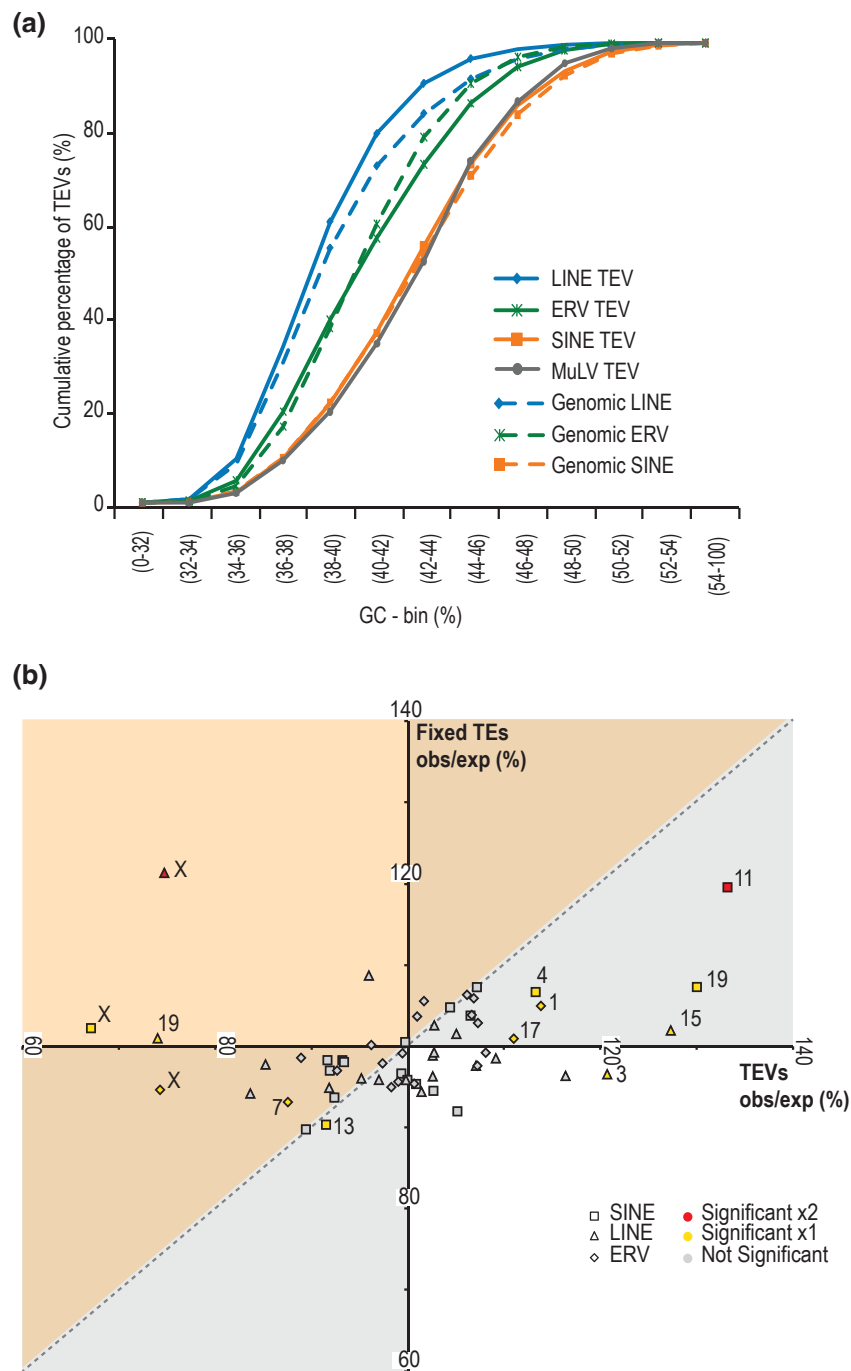 (a)
100
80
60
40
20
0
Cumulative percentage of TEVs (%)
LINE TEV
ERV TEV
SINE TEV
MuLV TEV
Genomic LINE
Genomic ERV
Genomic SINE
(0-32)
(32-34)
(34-36)
(36-38)
(38-40)
(40-42)
(42-44)
(44-46)
(46-48)
(48-50)
(50-52)
(52-54)
(54-100)
GC - bin (%)
(b)
140
Fixed TEs
obs/exp (%)
X
120
11
4
19
X
19
1
15
17
60
80
120
140
X
3
TEVs
obs/exp (%)
7
13
80
SINE
Significant x2
LINE
Significant x1
ERV
Not Significant
60